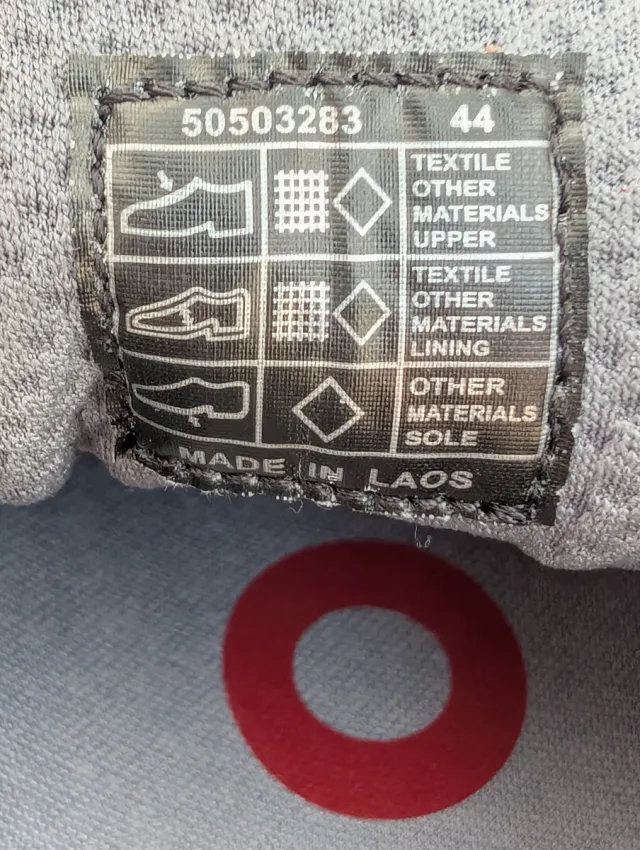 50503283 44
TEXTILE
OTHER
MATERIALS
UPPER
TEXTILE
OTHER
MATERIALS
LINING
OTHER
MATERIALS
SOLE
MADE IN LAOS